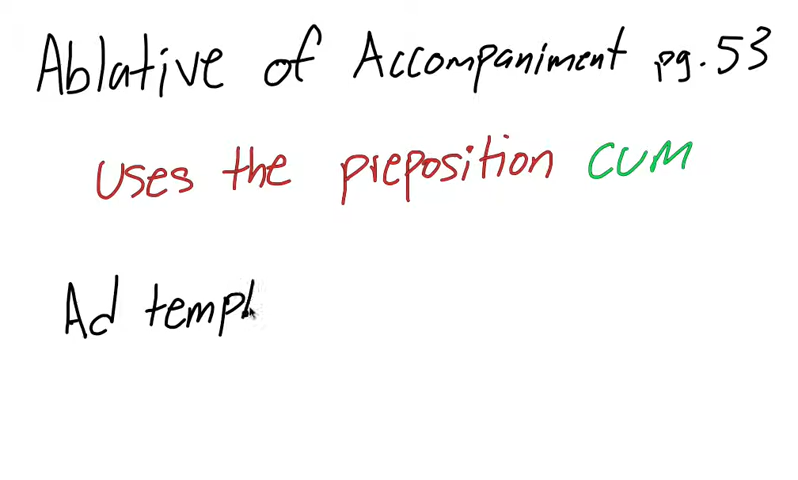 Ablative of Accompaniment pg. 53
uses the preposition CUM
Ad templ